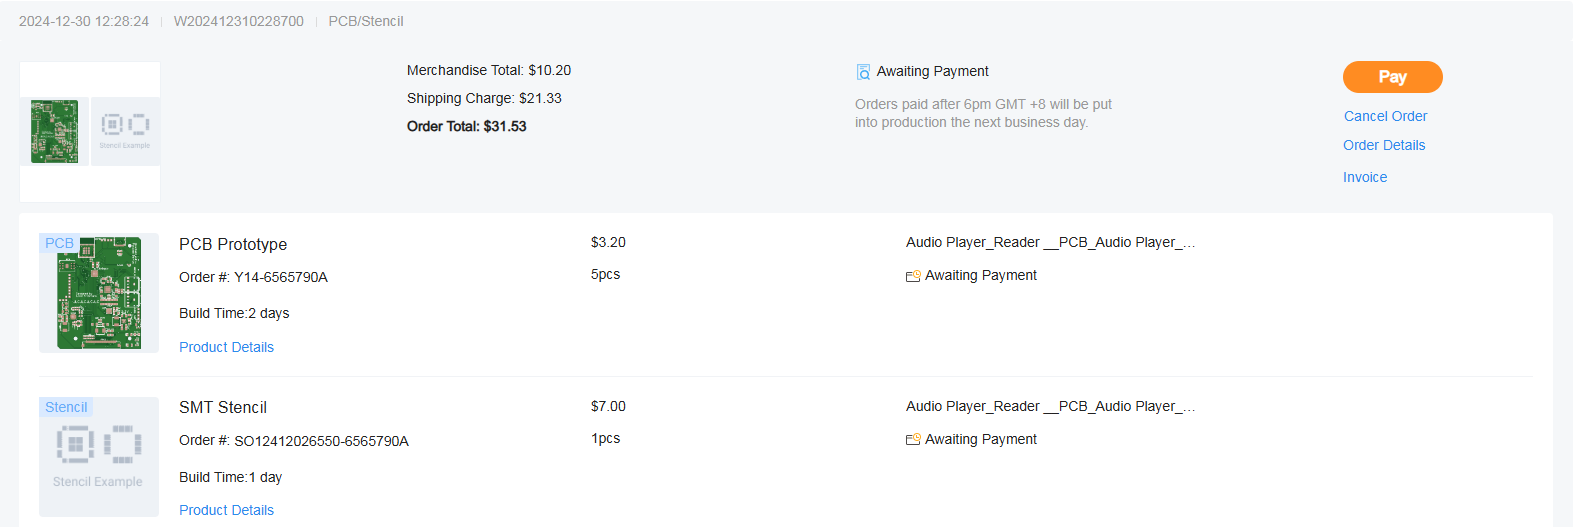 2024-12-30 12:28:24 | W202412310228700 | PCB/Stencil
Merchandise Total: $10.20
Shipping Charge: $21.33
Order Total: $31.53
Awaiting Payment
Orders paid after 6pm GMT +8 will be put
into production the next business day.
Pay
Cancel Order
Order Details
Invoice
Stencil Example
PCB
PCB Prototype
Order #: Y14-6565790A
Build Time:2 days
Product Details
$3.20
5pcs
Audio Player_Reader __PCB_Audio Player_...
Awaiting Payment
Stencil
Stencil Example
SMT Stencil
Order #: SO12412026550-6565790A
Build Time:1 day
Product Details
$7.00
1pcs
Audio Player_Reader __PCB_Audio Player_...
Awaiting Payment